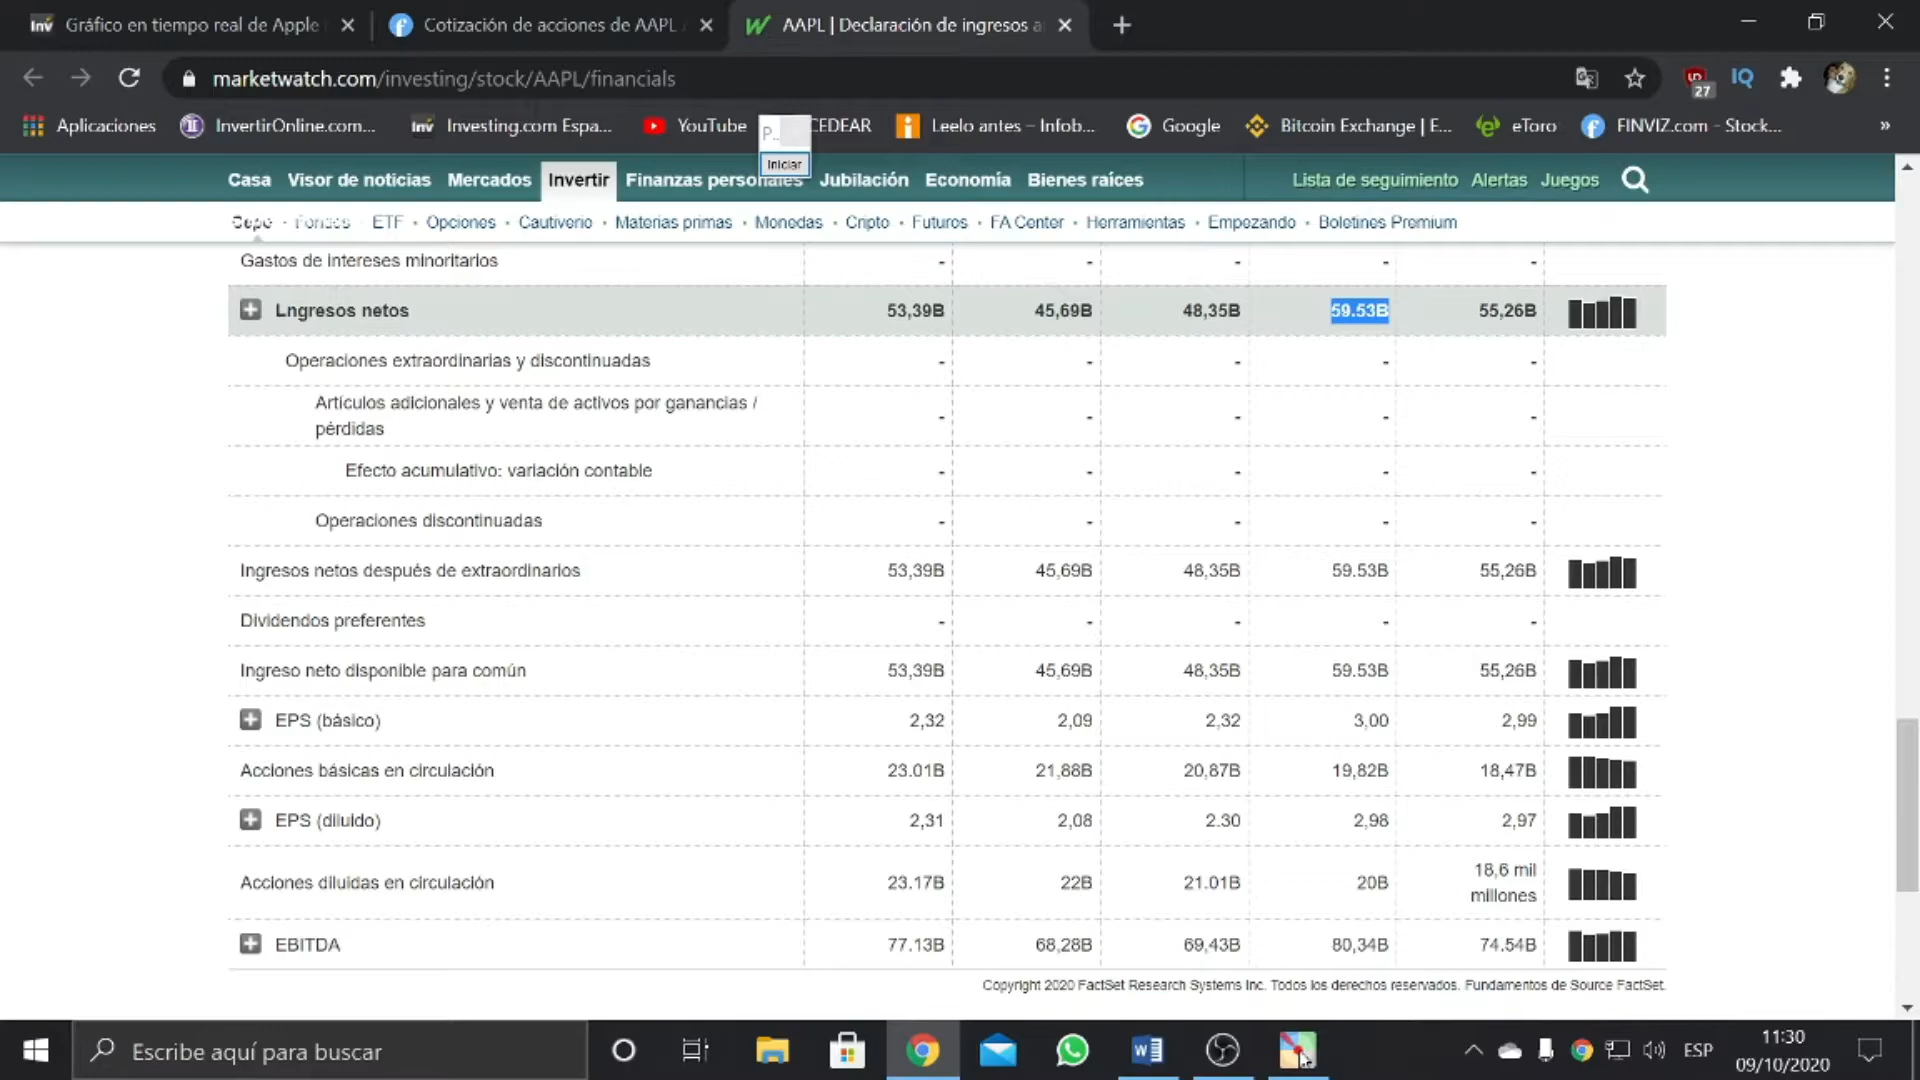 Gráfico en tiempo real de Apple
Cotización de acciones de AAPL
AAPL | Declaración de ingresos a
marketwatch.com/investing/stock/AAPL/financials
27
IQ
Aplicaciones
InvertirOnline.com...
Inv Investing.com Espa...
YouTube
CEDEAR
Leelo antes – Infob...
Google
Bitcoin Exchange | E...
eToro
FINVIZ.com - Stock...
»
P..
Iniciar
Casa Visor de noticias Mercados Invertir Finanzas personales Jubilación Economía Bienes raíces Lista de seguimiento Alertas Juegos
Cepo · Fondos · ETF · Opciones · Cautiverio · Materias primas · Monedas · Cripto · Futuros · FA Center · Herramientas · Empezando · Boletines Premium
Gastos de intereses minoritarios - - - - -
Lngresos netos 53,39B 45,69B 48,35B 59.53B 55,26B
Operaciones extraordinarias y discontinuadas - - - - -
Artículos adicionales y venta de activos por ganancias /
pérdidas - - - - -
Efecto acumulativo: variación contable - - - - -
Operaciones discontinuadas - - - - -
Ingresos netos después de extraordinarios 53,39B 45,69B 48,35B 59.53B 55,26B
Dividendos preferentes - - - - -
Ingreso neto disponible para común 53,39B 45,69B 48,35B 59.53B 55,26B
EPS (básico) 2,32 2,09 2,32 3,00 2,99
Acciones básicas en circulación 23.01B 21,88B 20,87B 19,82B 18,47B
EPS (diluido) 2,31 2,08 2.30 2,98 2,97
Acciones diluidas en circulación 23.17B 22B 21.01B 20B 18,6 mil
millones
EBITDA 77.13B 68,28B 69,43B 80,34B 74.54B
Copyright 2020 FactSet Research Systems Inc. Todos los derechos reservados. Fundamentos de Source FactSet.
Escribe aquí para buscar
ESP
11:30
09/10/2020